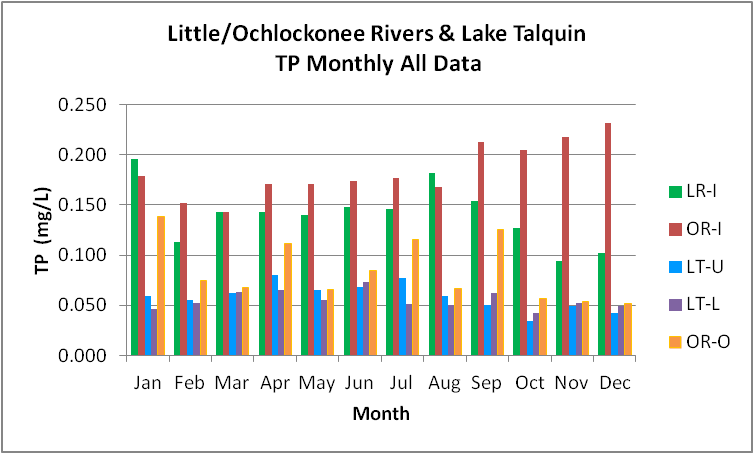 Little/Ochlockonee Rivers & Lake Talquin
TP Monthly All Data
TP (mg/L)
0.250
0.200
0.150
0.100
0.050
0.000
Jan Feb Mar Apr May Jun Jul Aug Sep Oct Nov Dec
Month
LR-I
OR-I
LT-U
LT-L
OR-O